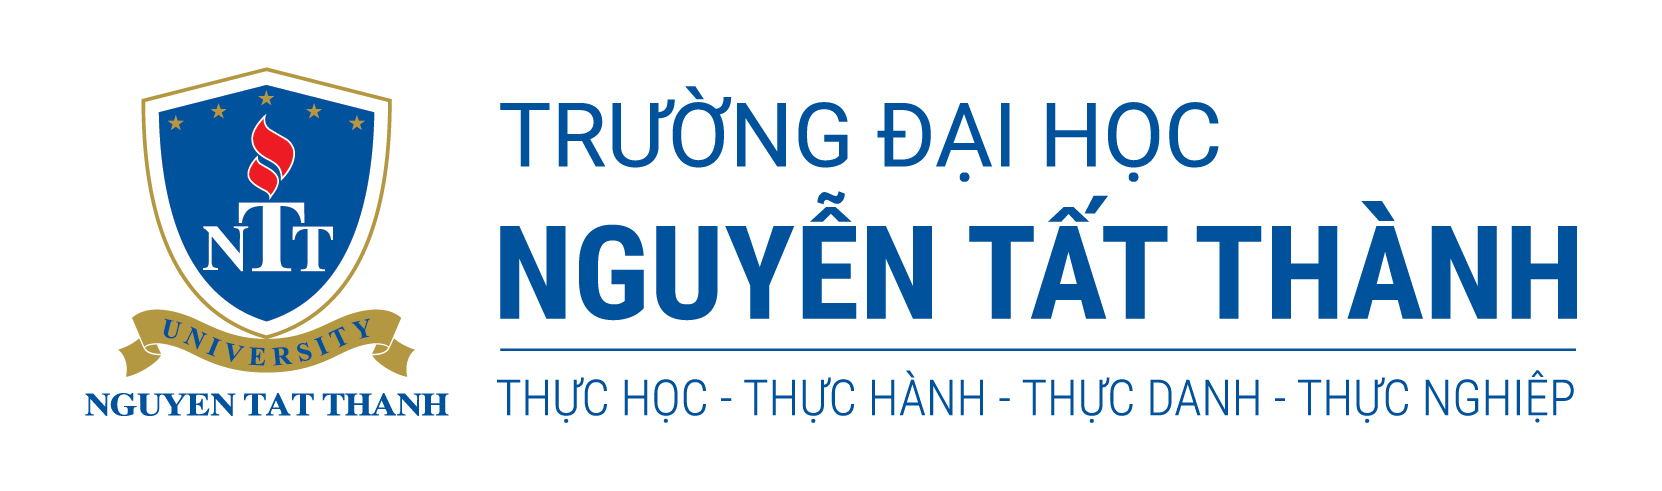 NTT
UNIVERSITY
NGUYEN TAT THANH
TRƯỜNG ĐẠI HỌC
NGUYỄN TẤT THÀNH
THỰC HỌC - THỰC HÀNH - THỰC DANH - THỰC NGHIỆP